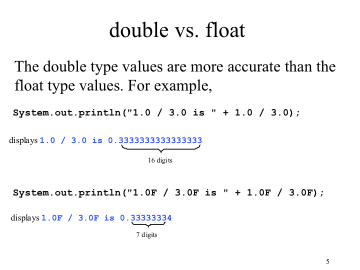 double vs. float
The double type values are more accurate than the
float type values. For example,
System.out.println("1.0 / 3.0 is " + 1.0 / 3.0);
displays 1.0 / 3.0 is 0.3333333333333333
16 digits
System.out.println("1.0F / 3.0F is " + 1.0F / 3.0F);
displays 1.0F / 3.0F is 0.33333334
7 digits
5